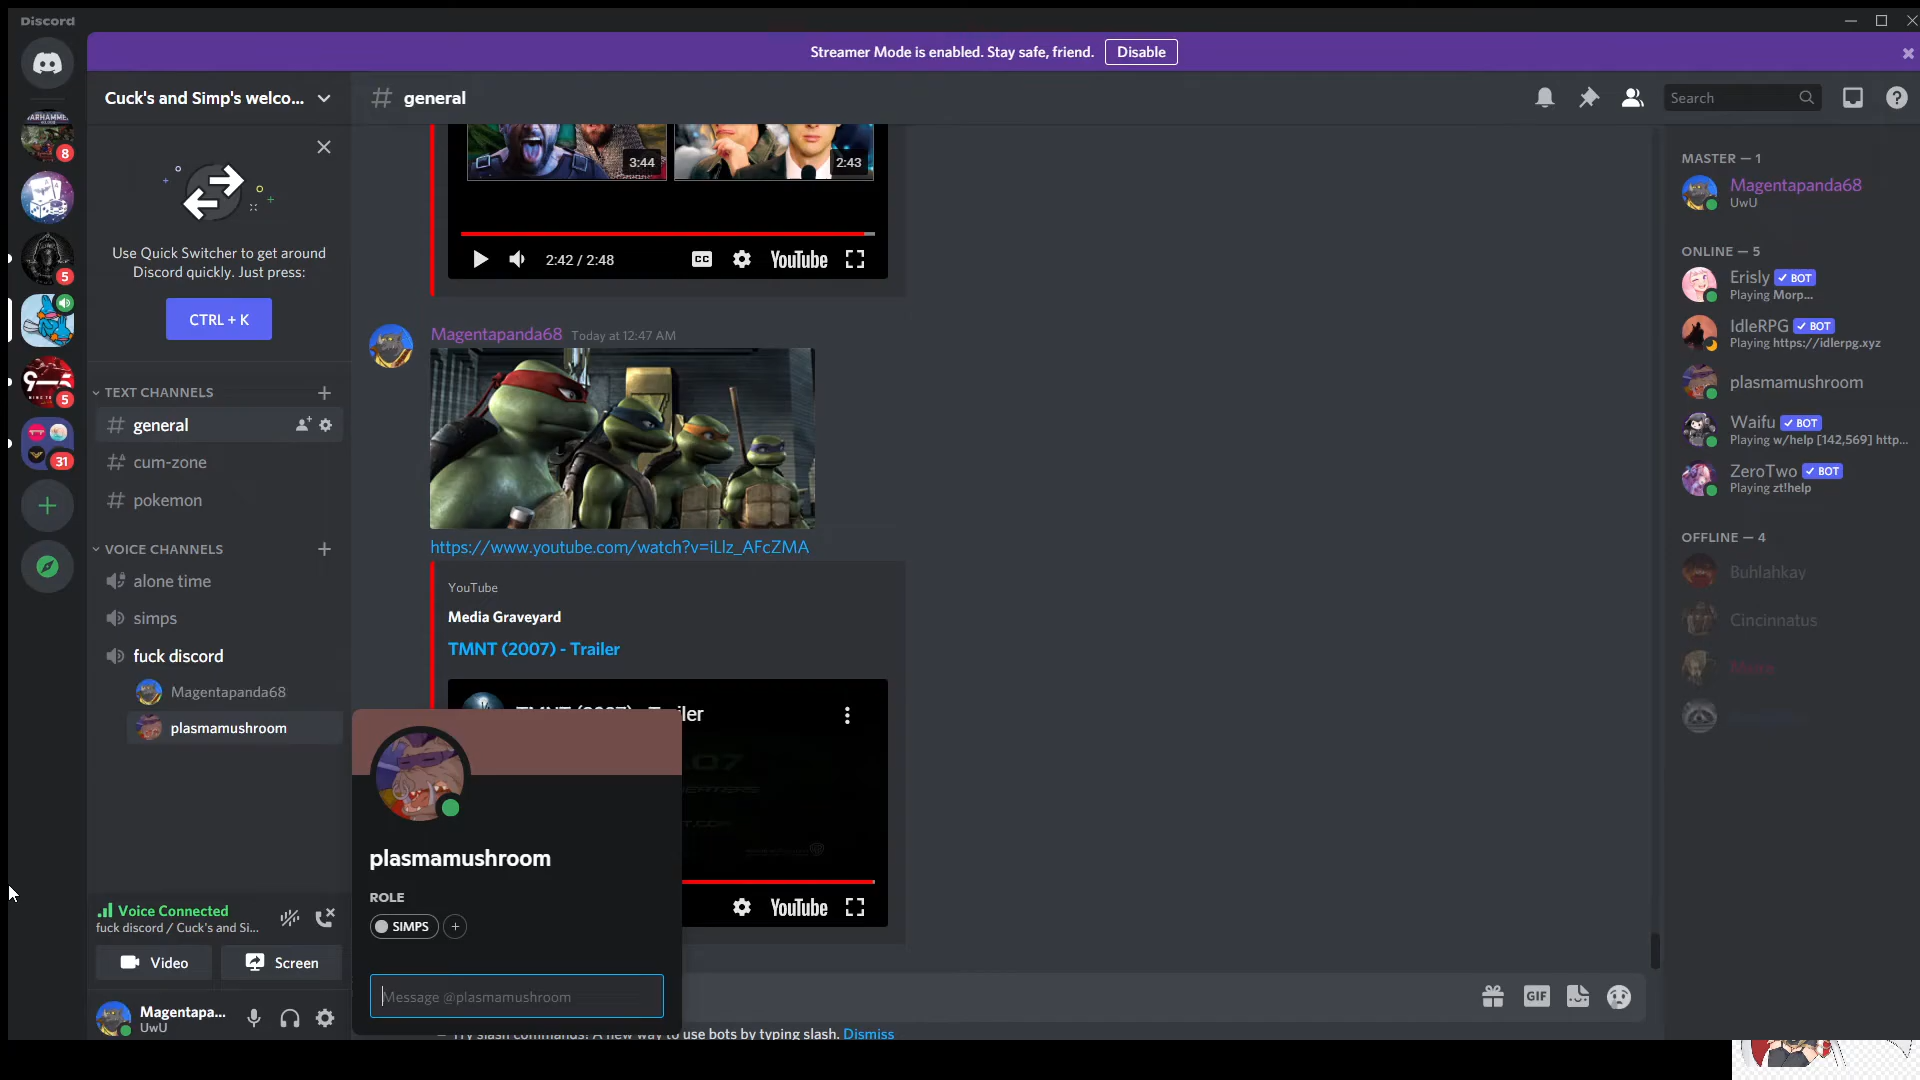 Discord
Streamer Mode is enabled. Stay safe, friend.
Disable
Cuck's and Simp's welco...
general
Search
8
5
5
31
Use Quick Switcher to get around
Discord quickly. Just press:
CTRL + K
TEXT CHANNELS
general
cum-zone
pokemon
VOICE CHANNELS
alone time
simps
fuck discord
Magentapanda68
plasmamushroom
Voice Connected
fuck discord / Cuck's and Si...
Video
Screen
Magentapa...
UwU
3:44
2:43
2:42 / 2:48
CC
YouTube
Magentapanda68 Today at 12:47 AM
https://www.youtube.com/watch?v=iLlz_AFcZMA
YouTube
Media Graveyard
TMNT (2007) - Trailer
YouTube
plasmamushroom
ROLE
SIMPS
Message @plasmamushroom
GIF
use bots by typing slash. Dismiss
MASTER — 1
Magentapanda68
UwU
ONLINE — 5
Erisly BOT
Playing Morp...
IdleRPG BOT
Playing https://idlerpg.xyz
plasmamushroom
Waifu BOT
Playing w/help [142,569] http...
ZeroTwo BOT
Playing zt!help
OFFLINE — 4
Buhlahkay
Cincinnatus